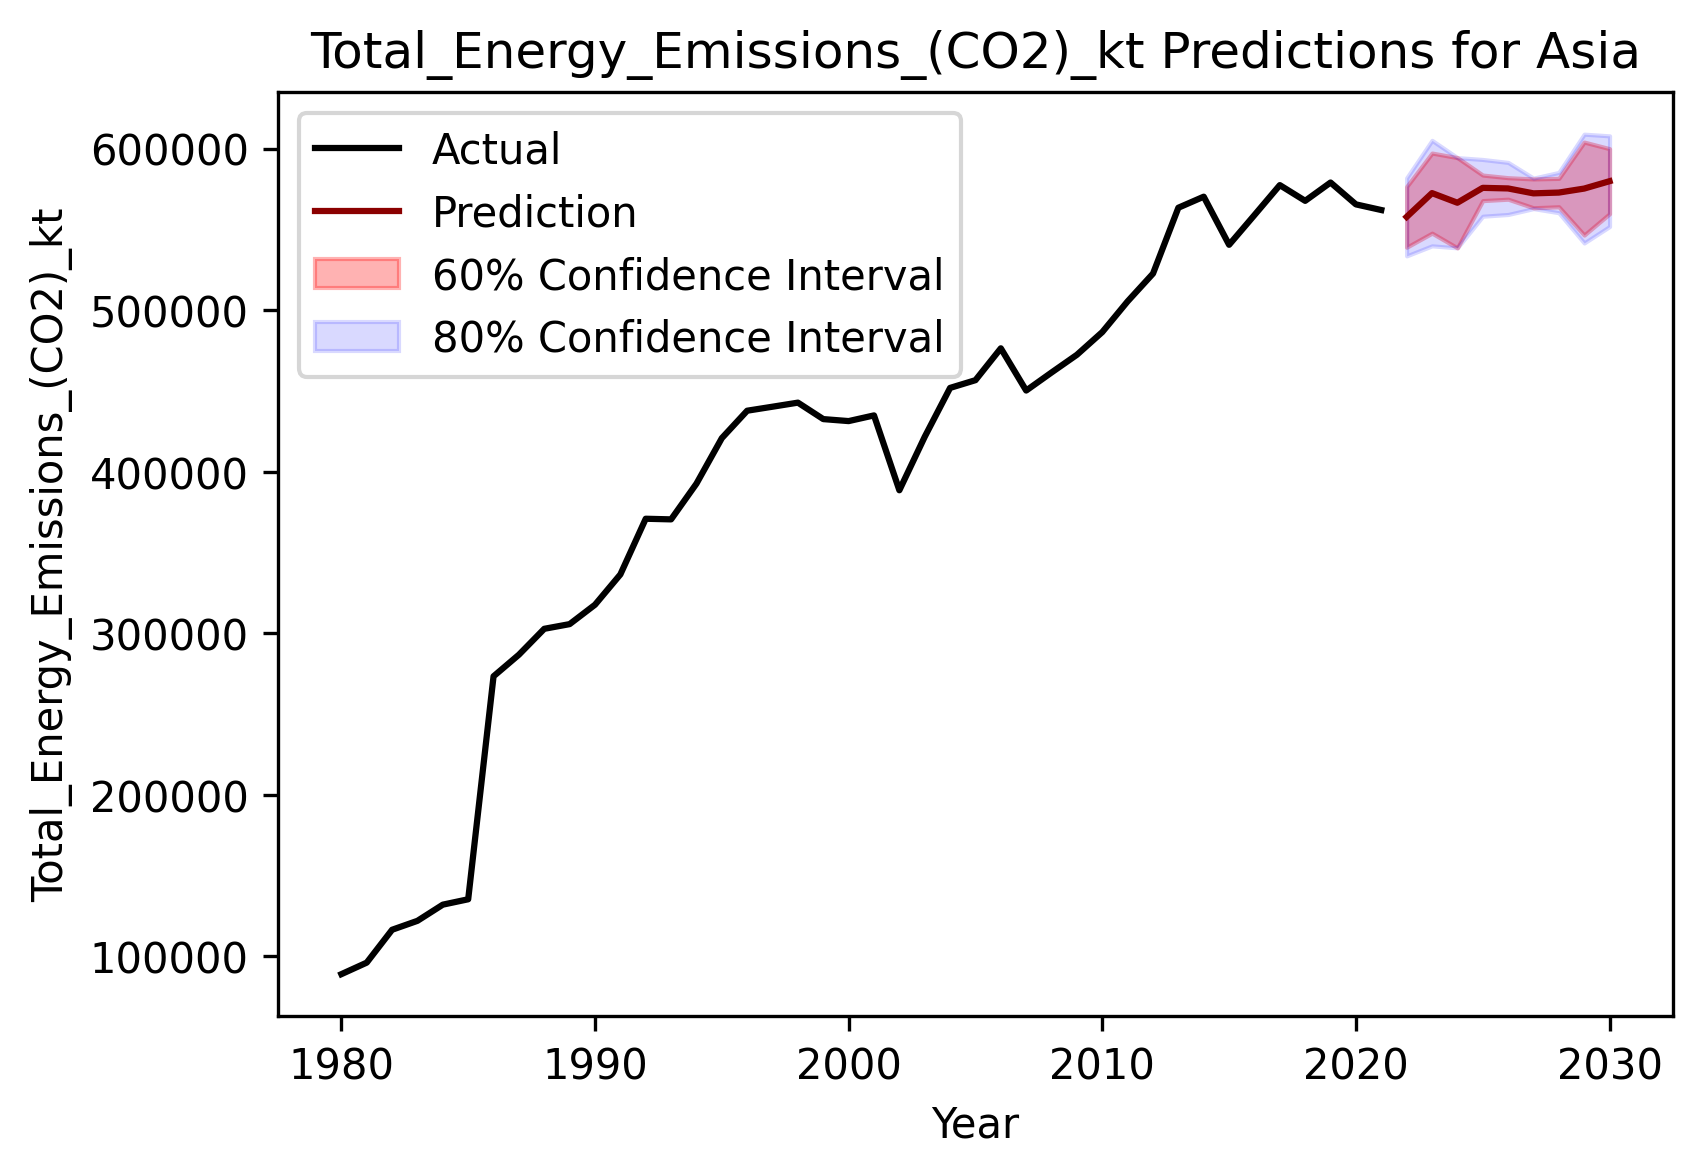 Total_Energy_Emissions_(CO2)_kt Predictions for Asia
Total_Energy_Emissions_(CO2)_kt
600000
500000
400000
300000
200000
100000
Actual
Prediction
60% Confidence Interval
80% Confidence Interval
1980 1990 2000 2010 2020 2030
Year